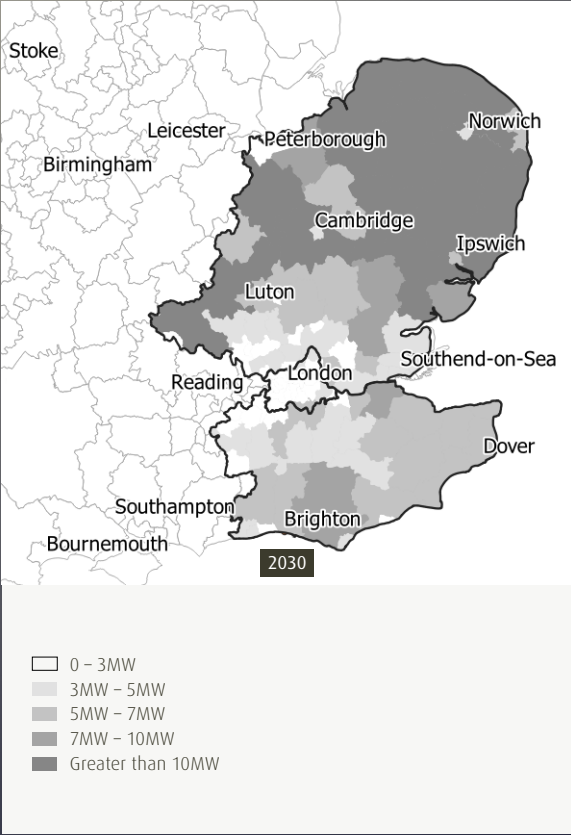 Stoke
Norwich
Leicester
Peterborough
Birmingham
Cambridge
Ipswich
Luton
Southend-on-Sea
London
Reading
Dover
Southampton
Brighton
Bournemouth
2030
0 – 3MW
3MW – 5MW
5MW – 7MW
7MW – 10MW
Greater than 10MW